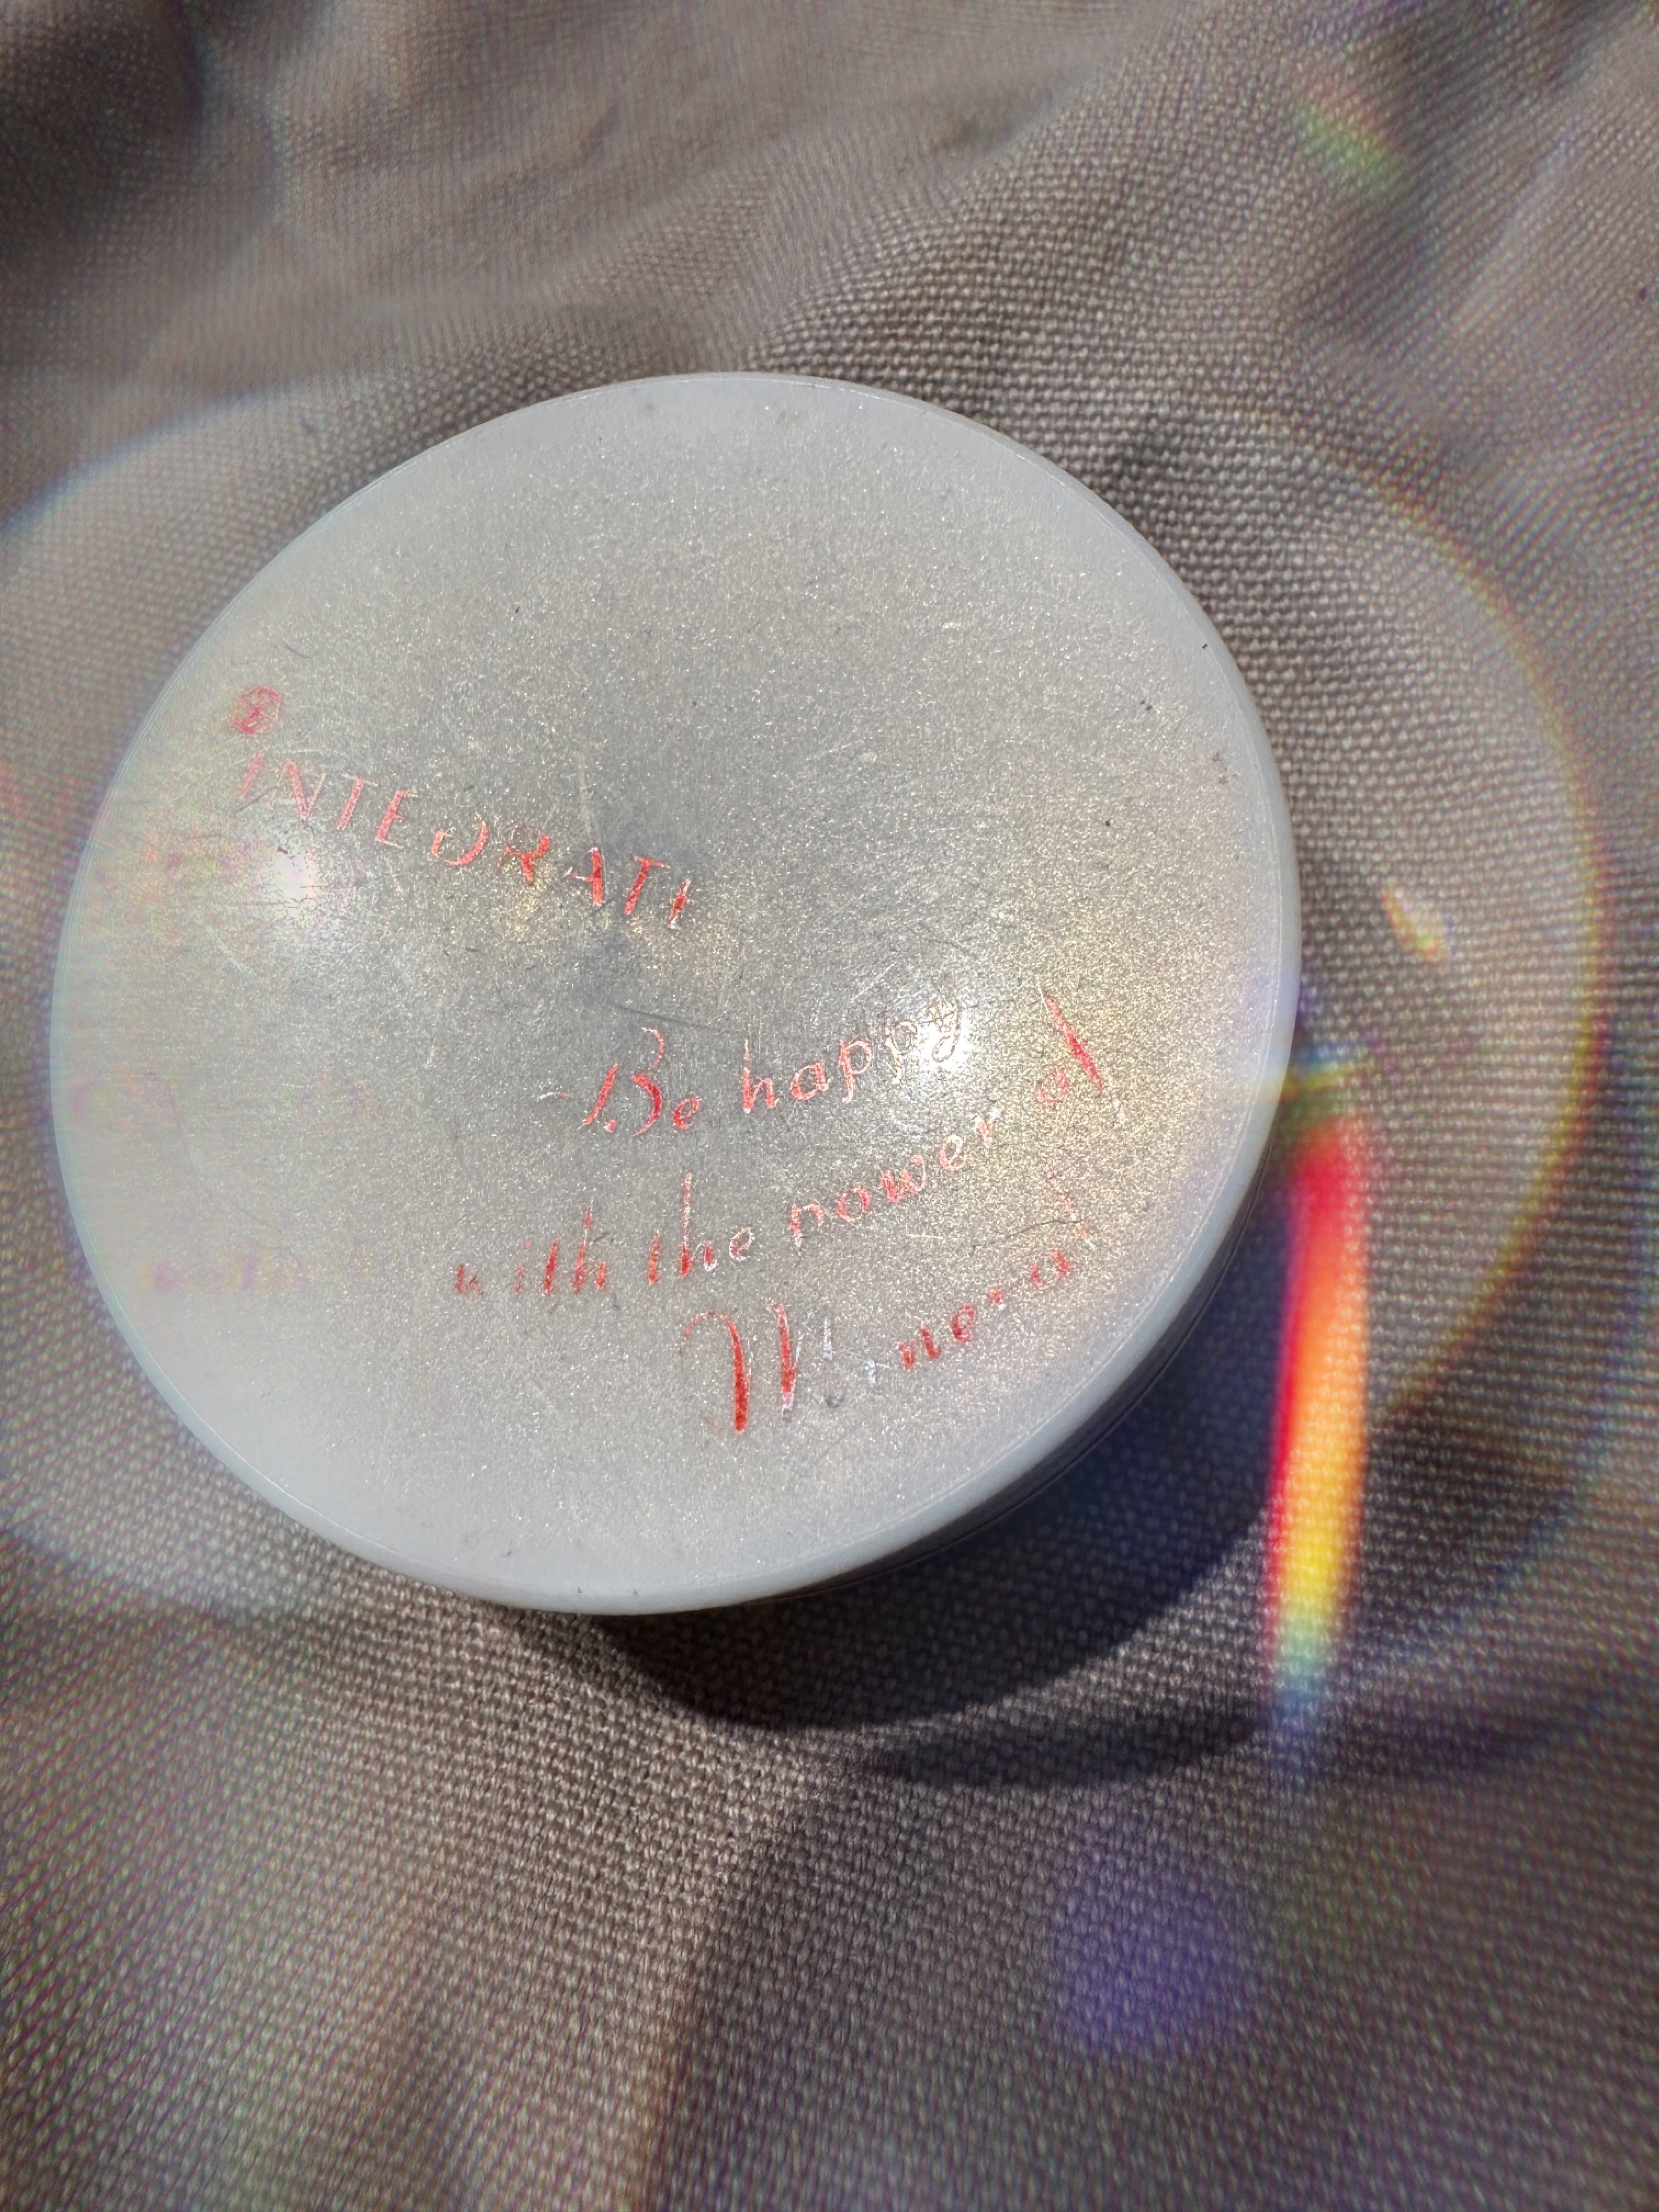 INTEGRATE
Be happy
with the power of
Mineral